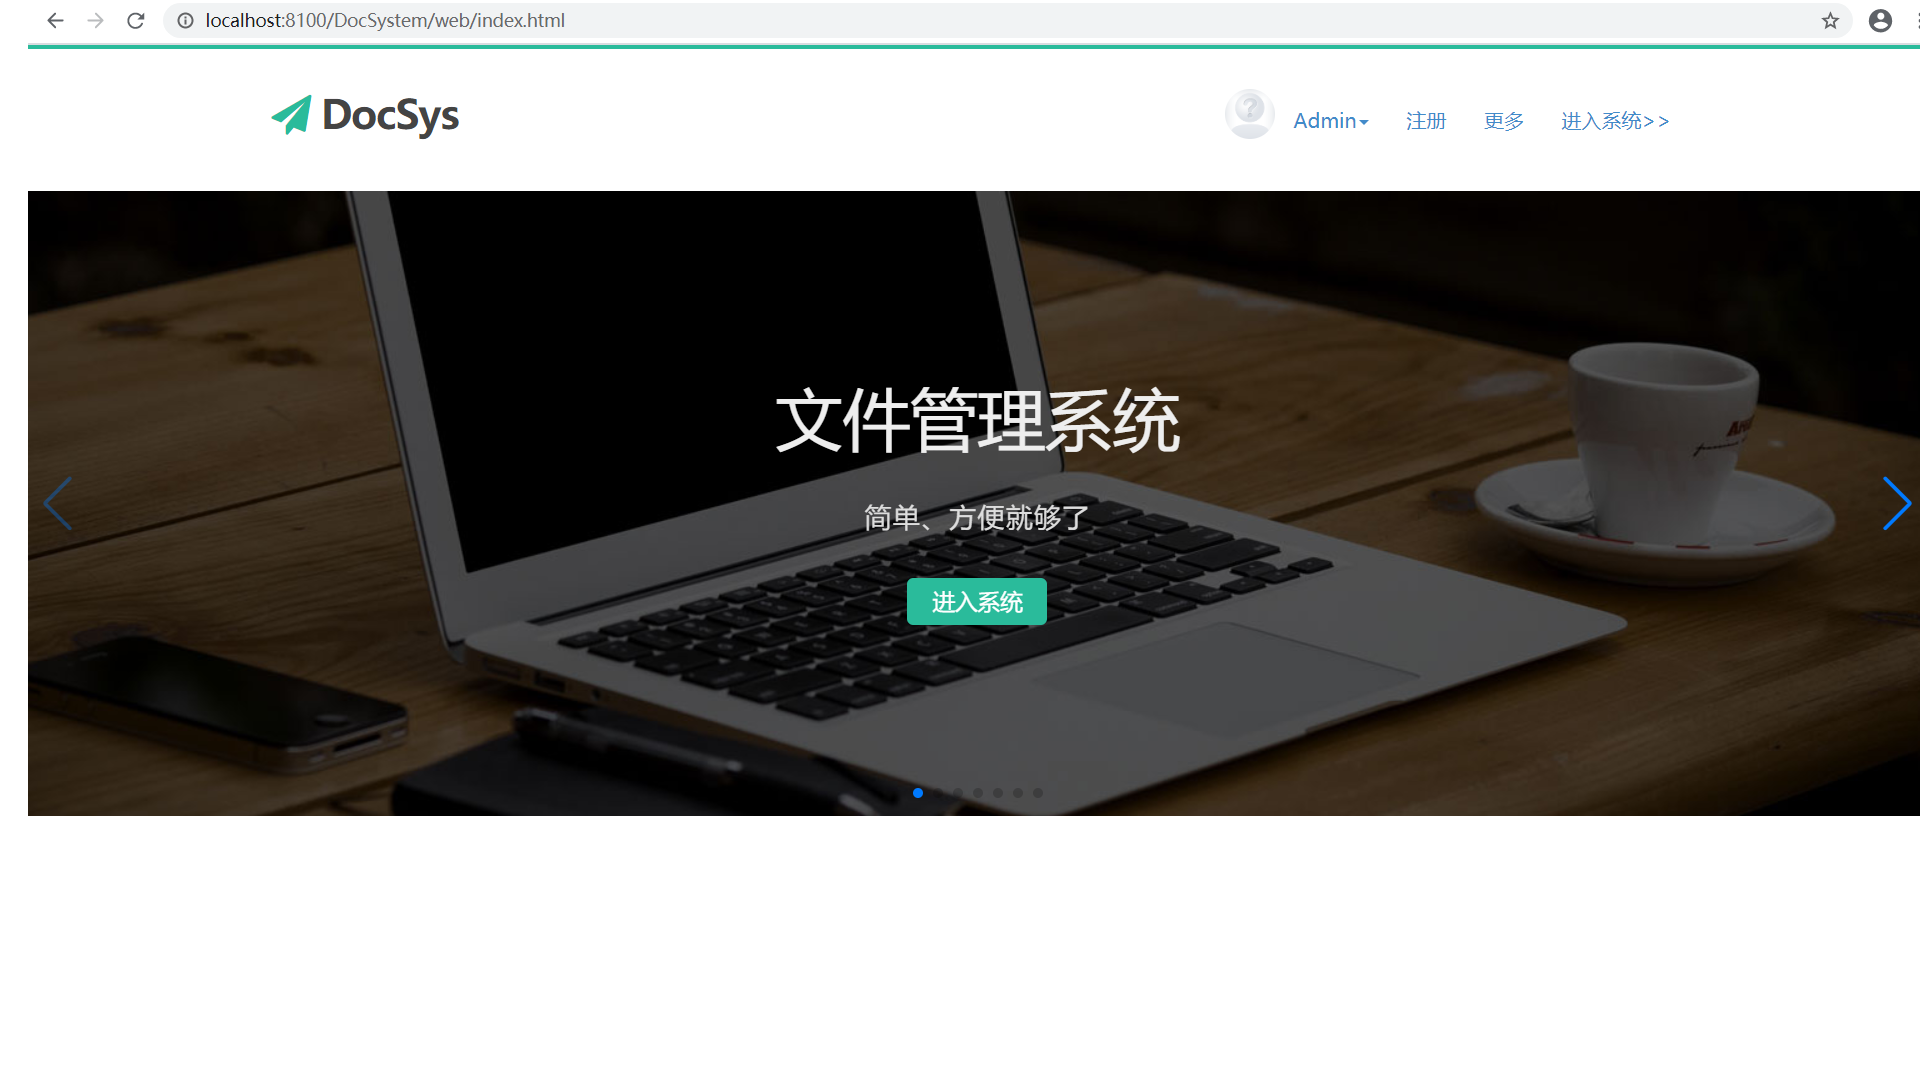 localhost:8100/DocSystem/web/index.html
DocSys
Admin 注册 更多 进入系统>>
文件管理系统
简单、方便就够了
进入系统